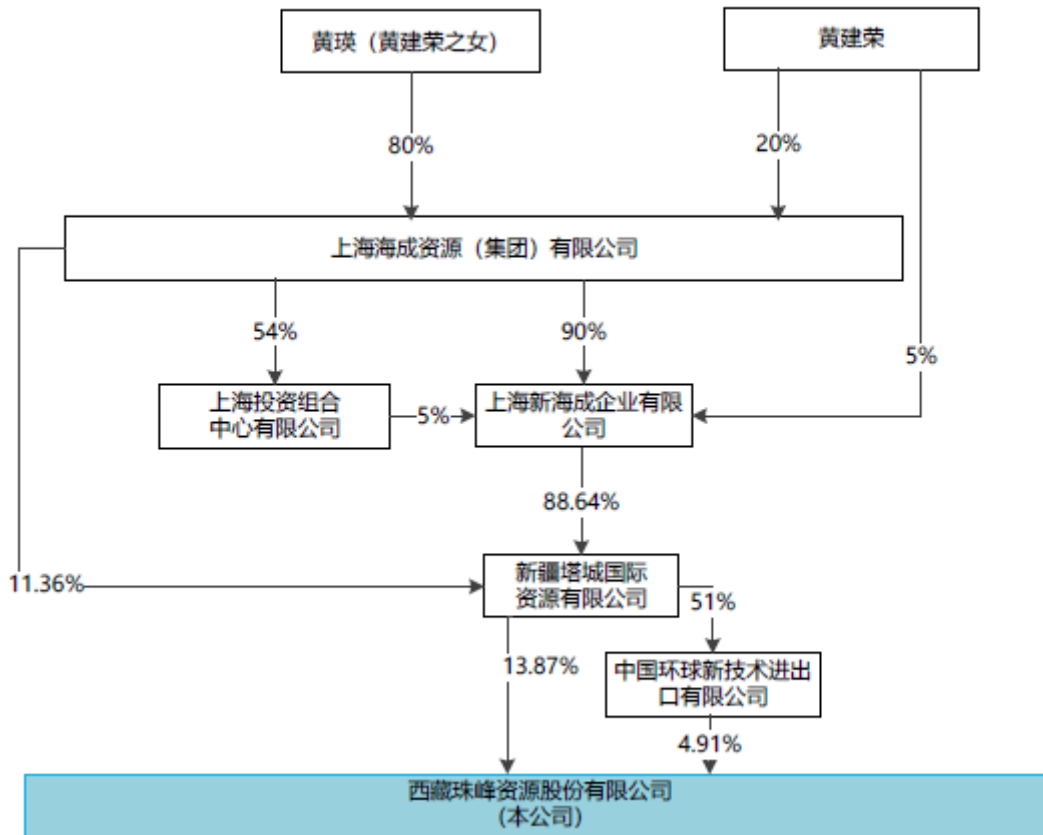 黄瑛（黄建荣之女）
黄建荣
80%
20%
上海海成资源（集团）有限公司
54%
90%
5%
上海投资组合
中心有限公司
5%
上海新海成企业有限
公司
88.64%
11.36%
新疆塔城国际
资源有限公司
51%
13.87%
中国环球新技术进出
口有限公司
4.91%
西藏珠峰资源股份有限公司
（本公司）